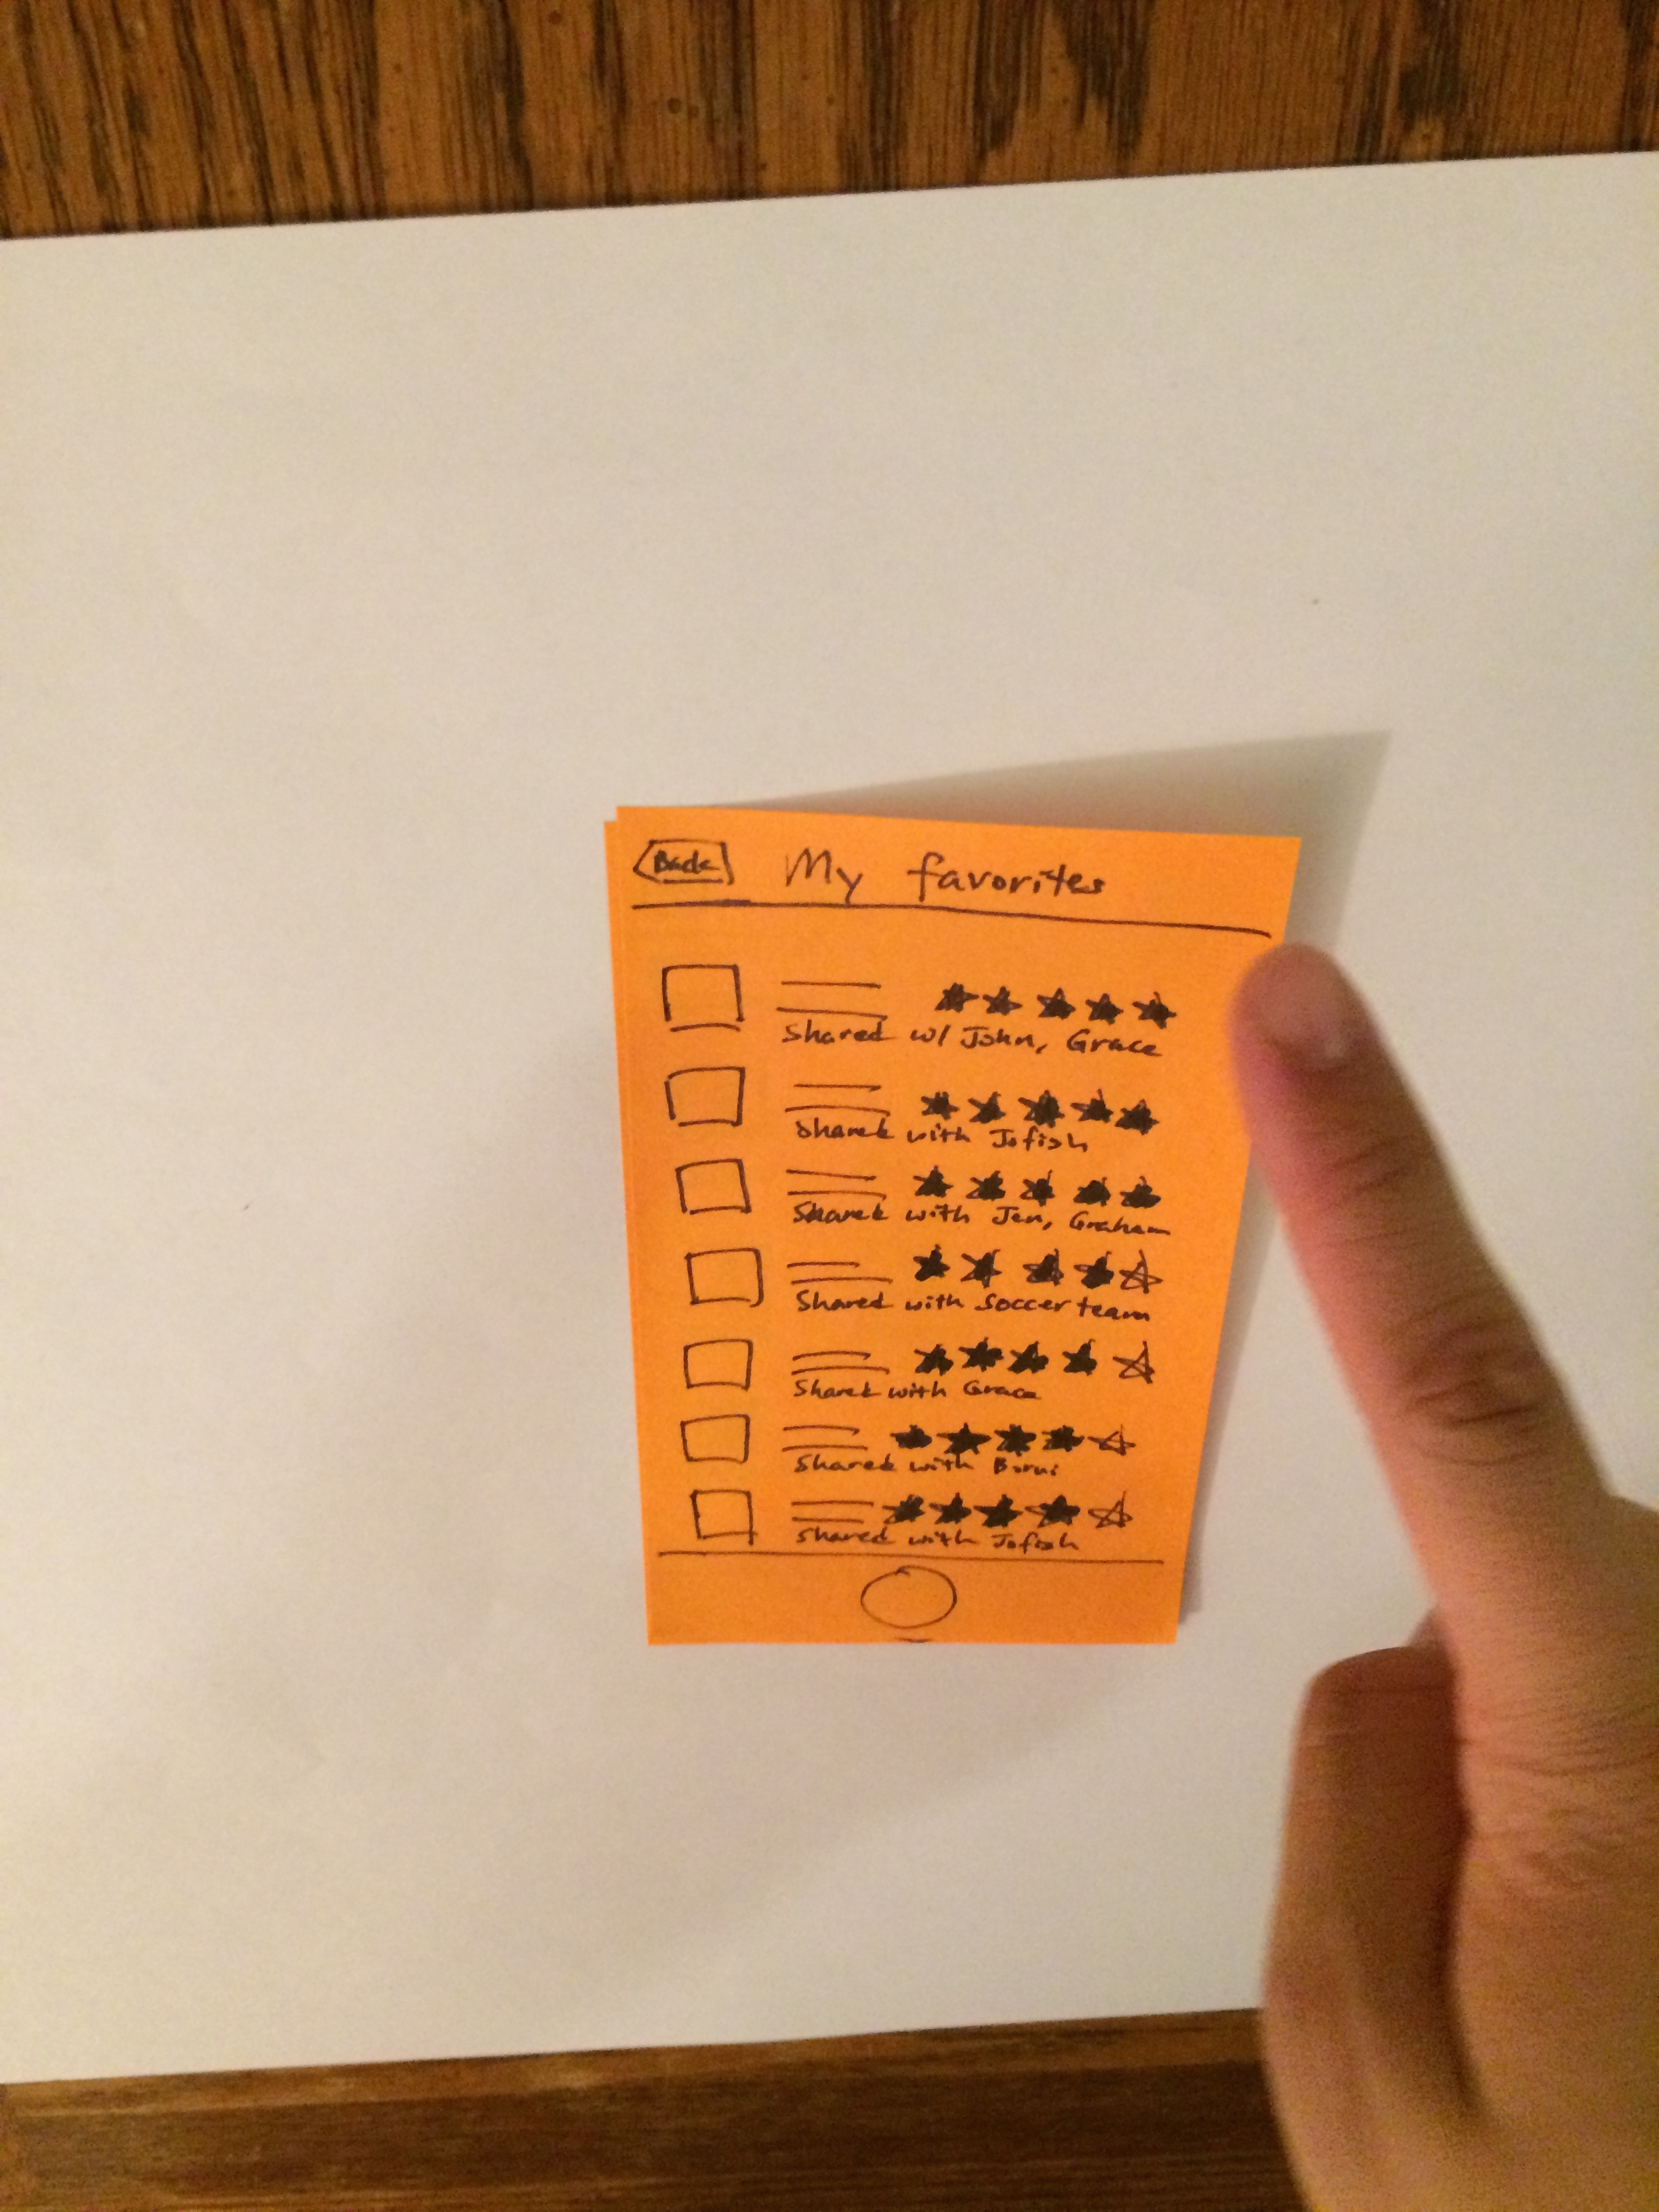 Back My favorites
Shared w/ John, Grace
Shared with Jofish
Shared with Jen, Graham
Shared with Soccer team
Shared with Grace
Shared with
Shared with Jofish